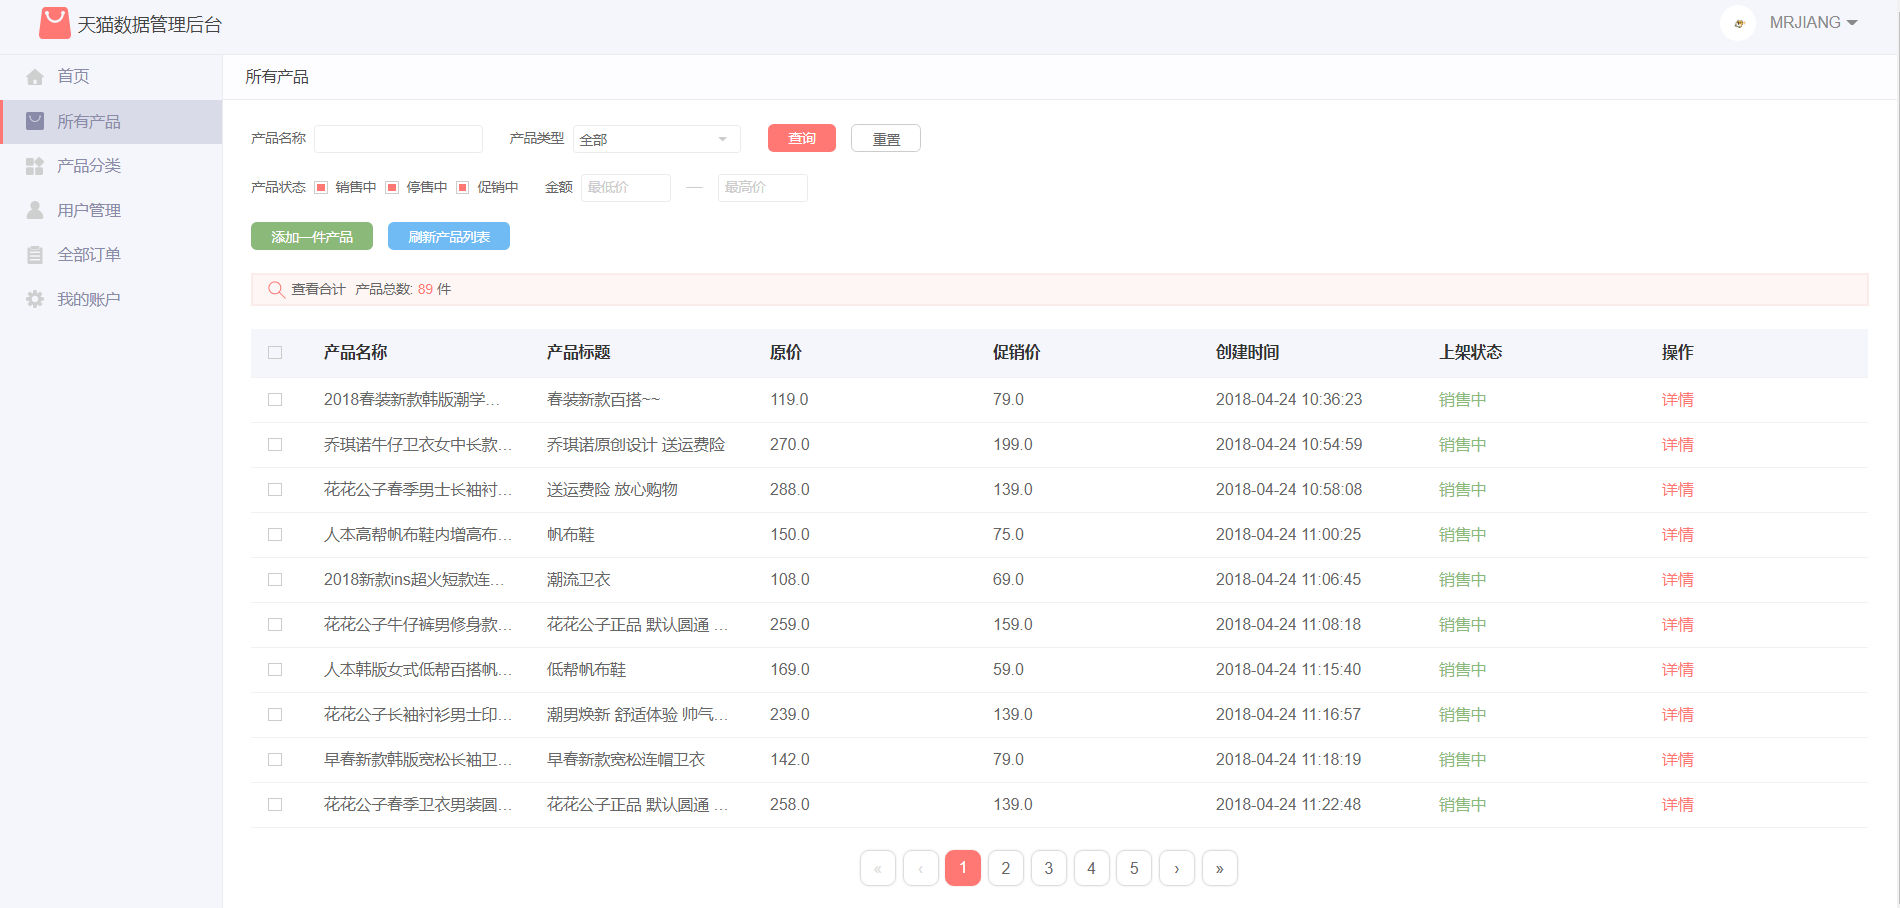 天猫数据管理后台
MRJIANG
首页
所有产品
产品分类
用户管理
全部订单
我的账户
所有产品
产品名称 产品类型 全部 查询 重置
产品状态 销售中 停售中 促销中 金额 最低价 — 最高价
添加一件产品 刷新产品列表
查看合计 产品总数: 89 件
产品名称 产品标题 原价 促销价 创建时间 上架状态 操作
2018春装新款韩版潮学... 春装新款百搭~~ 119.0 79.0 2018-04-24 10:36:23 销售中 详情
乔琪诺牛仔卫衣女中长款... 乔琪诺原创设计 送运费险 270.0 199.0 2018-04-24 10:54:59 销售中 详情
花花公子春季男士长袖衬... 送运费险 放心购物 288.0 139.0 2018-04-24 10:58:08 销售中 详情
人本高帮帆布鞋内增高布... 帆布鞋 150.0 75.0 2018-04-24 11:00:25 销售中 详情
2018新款ins超火短款连... 潮流卫衣 108.0 69.0 2018-04-24 11:06:45 销售中 详情
花花公子牛仔裤男修身款... 花花公子正品 默认圆通 ... 259.0 159.0 2018-04-24 11:08:18 销售中 详情
人本韩版女式低帮百搭帆... 低帮帆布鞋 169.0 59.0 2018-04-24 11:15:40 销售中 详情
花花公子长袖衬衫男士印... 潮男焕新 舒适体验 帅气... 239.0 139.0 2018-04-24 11:16:57 销售中 详情
早春新款韩版宽松长袖卫... 早春新款宽松连帽卫衣 142.0 79.0 2018-04-24 11:18:19 销售中 详情
花花公子春季卫衣男装圆... 花花公子正品 默认圆通 ... 258.0 139.0 2018-04-24 11:22:48 销售中 详情
« ‹ 1 2 3 4 5 › »